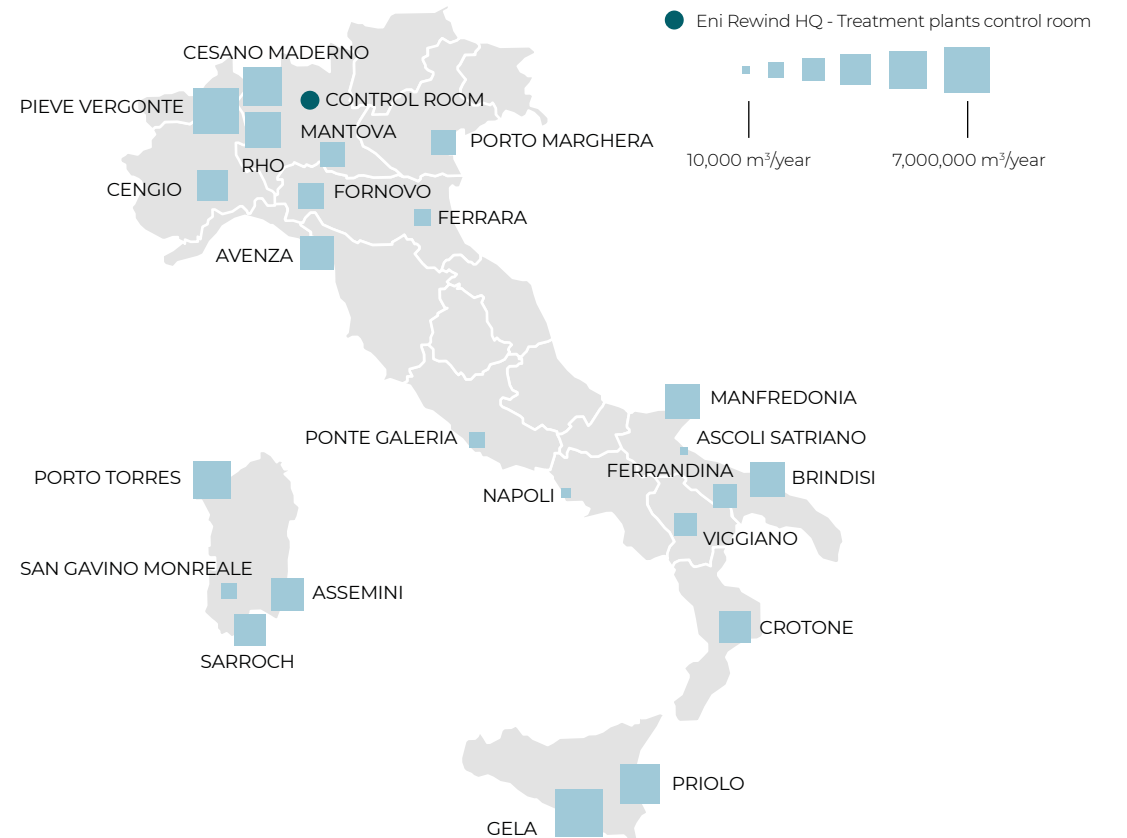 Eni Rewind HQ - Treatment plants control room
10,000 m³/year
7,000,000 m³/year
CESANO MADERNO
PIEVE VERGONTE
CONTROL ROOM
MANTOVA
PORTO MARGHERA
RHO
CENGIO
FORNOVO
FERRARA
AVENZA
MANFREDONIA
PONTE GALERIA
ASCOLI SATRIANO
FERRANDINA
PORTO TORRES
BRINDISI
NAPOLI
VIGGIANO
SAN GAVINO MONREALE
ASSEMINI
CROTONE
SARROCH
PRIOLO
GELA